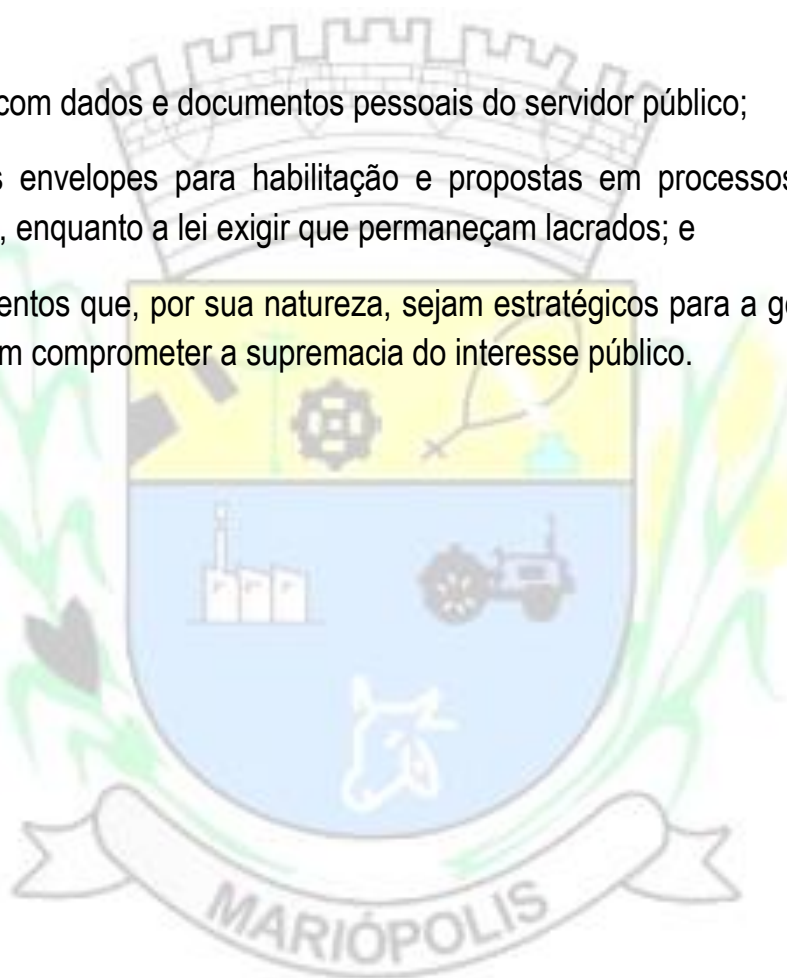 com dados e documentos pessoais do servidor público;
s envelopes para habilitação e propostas em processos
, enquanto a lei exigir que permaneçam lacrados; e
entos que, por sua natureza, sejam estratégicos para a g
m comprometer a supremacia do interesse público.
MARIÓPOLIS